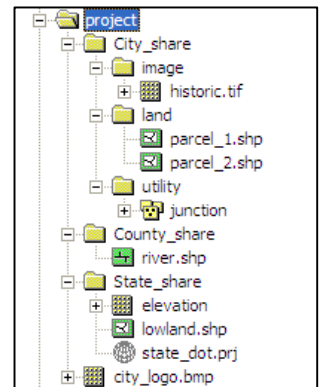 project
City_share
image
historic.tif
land
parcel_1.shp
parcel_2.shp
utility
junction
County_share
river.shp
State_share
elevation
lowland.shp
state_dot.prj
city_logo.bmp